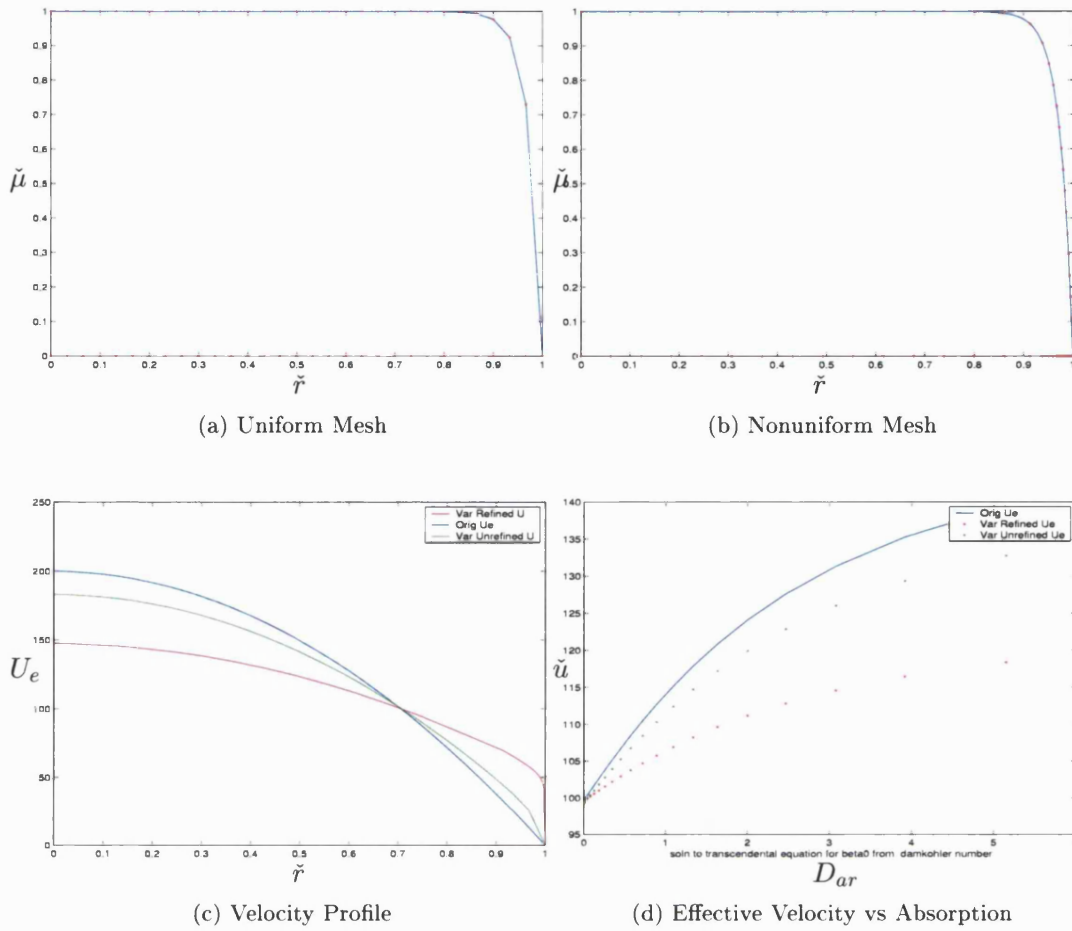 1
0.9
0.8
0.7
0.6
0.5
0.4
0.3
0.2
0.1
0
μ̌
0 0.1 0.2 0.3 0.4 0.5 0.6 0.7 0.8 0.9 1
ř
(a) Uniform Mesh
1
0.9
0.8
0.7
0.6
0.5
0.4
0.3
0.2
0.1
0
μ̌
0 0.1 0.2 0.3 0.4 0.5 0.6 0.7 0.8 0.9 1
ř
(b) Nonuniform Mesh
250
200
150
100
50
0
U_e
Var Refined U
Orig Ue
Var Unrefined U
0 0.1 0.2 0.3 0.4 0.5 0.6 0.7 0.8 0.9 1
ř
(c) Velocity Profile
140
135
130
125
120
115
110
105
100
95
ǔ
Orig Ue
Var Refined Ue
Var Unrefined Ue
0 1 2 3 4 5
soln to transcendental equation for beta0 from damkohler number
D_{ar}
(d) Effective Velocity vs Absorption